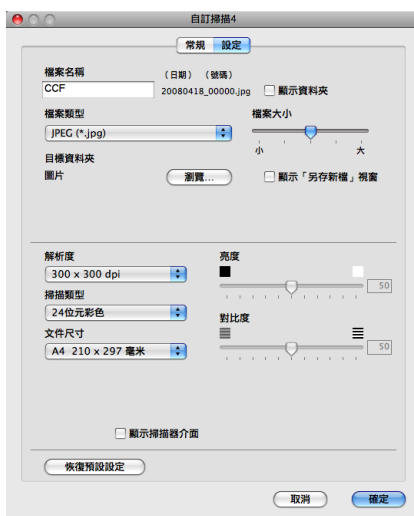 自訂掃描4
常規 設定
檔案名稱 (日期) (號碼)
CCF 20080418_00000.jpg 顯示資料夾
檔案類型 檔案大小
JPEG (*.jpg)
小 大
目標資料夾
圖片 瀏覽... 顯示「另存新檔」視窗
解析度 亮度
300 x 300 dpi 50
掃描類型
24位元彩色 對比度
文件尺寸
A4 210 x 297 毫米 50
顯示掃描器介面
恢復預設設定
取消 確定